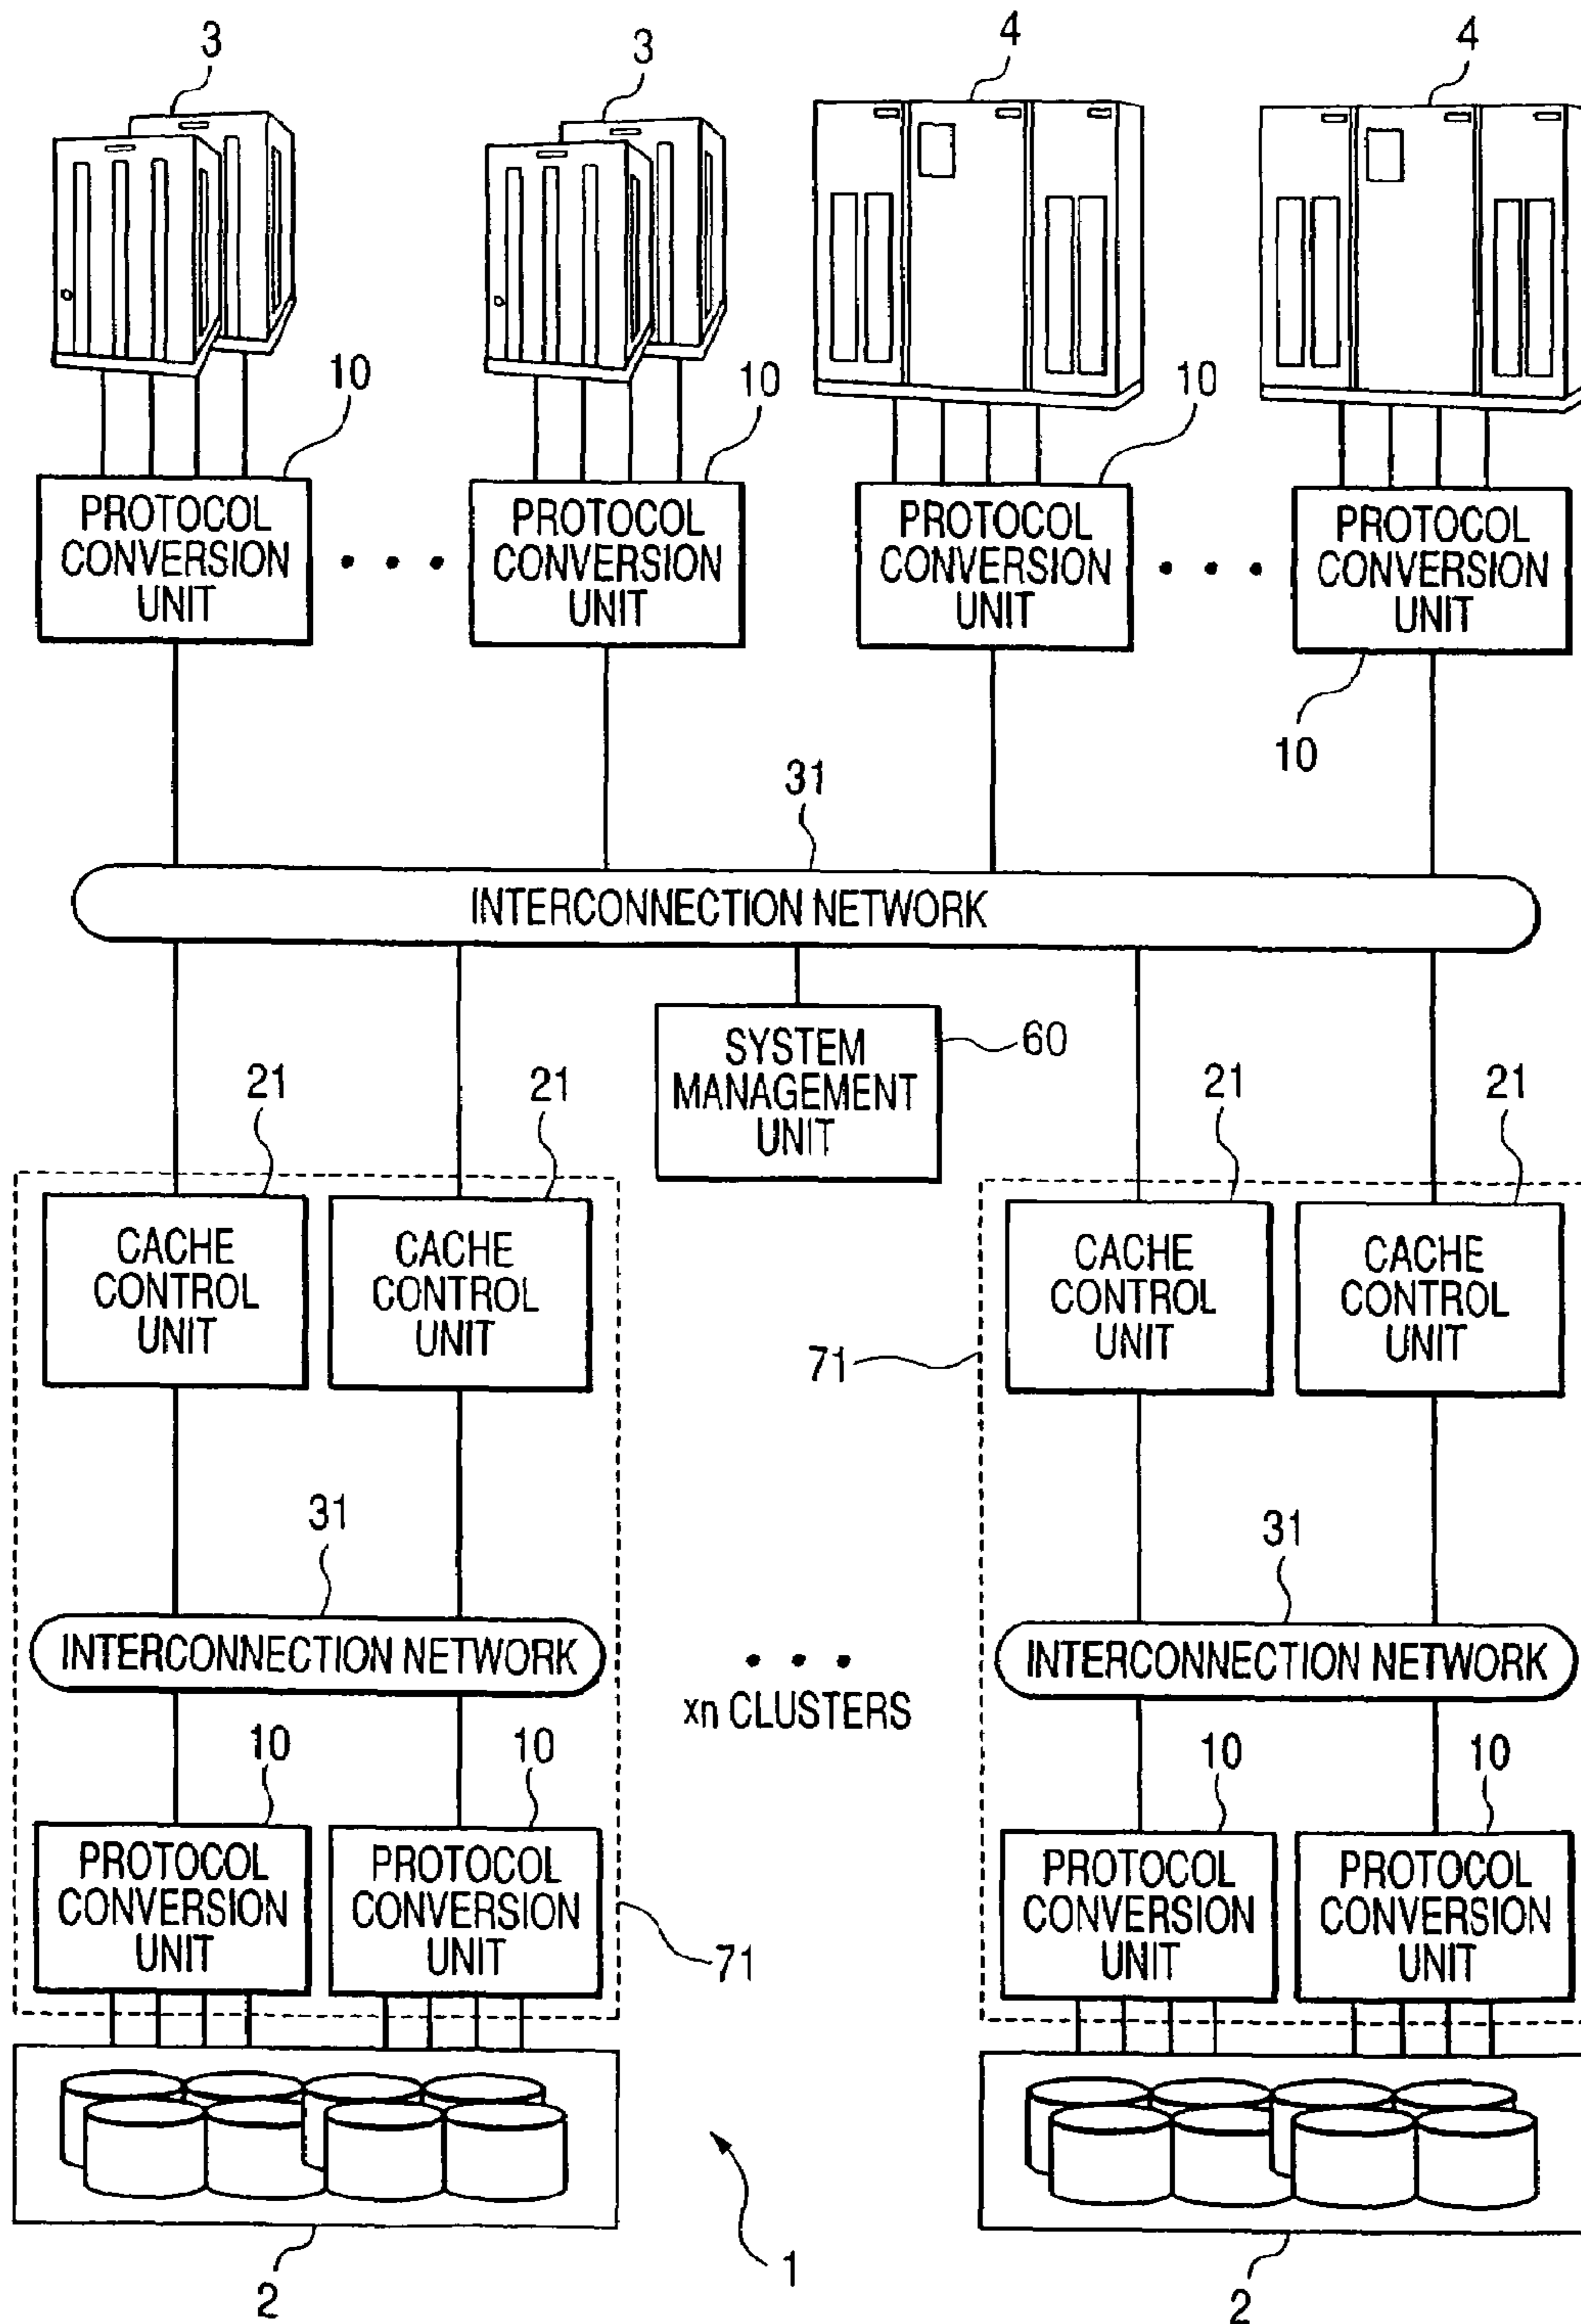 3
3
4
4
10
10
10
PROTOCOL
CONVERSION
UNIT
PROTOCOL
CONVERSION
UNIT
PROTOCOL
CONVERSION
UNIT
PROTOCOL
CONVERSION
UNIT
10
31
INTERCONNECTION NETWORK
SYSTEM
MANAGEMENT
UNIT
60
21
21
21
21
CACHE
CONTROL
UNIT
CACHE
CONTROL
UNIT
CACHE
CONTROL
UNIT
CACHE
CONTROL
UNIT
71
31
31
INTERCONNECTION NETWORK
INTERCONNECTION NETWORK
xn CLUSTERS
10
10
10
10
PROTOCOL
CONVERSION
UNIT
PROTOCOL
CONVERSION
UNIT
PROTOCOL
CONVERSION
UNIT
PROTOCOL
CONVERSION
UNIT
71
2
1
2